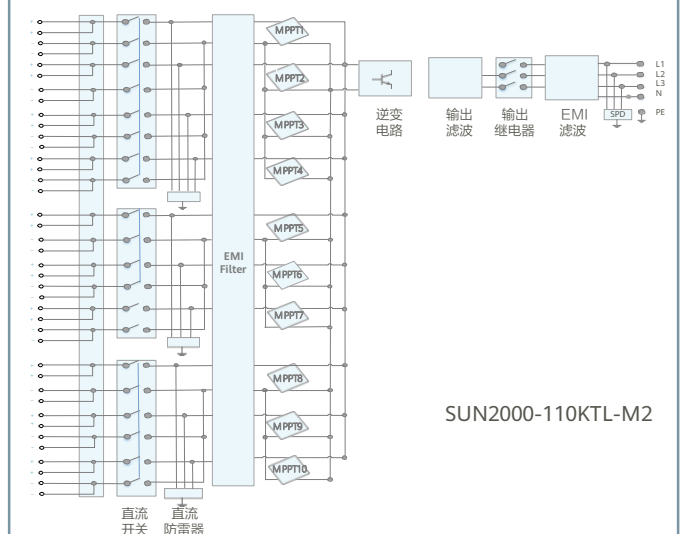 MPPT1
MPPT2
MPPT3
MPPT4
MPPT5
MPPT6
MPPT7
MPPT8
MPPT9
MPPT10
EMI
Filter
逆变
电路
输出
滤波
输出
继电器
EMI
滤波
SPD
L1
L2
L3
N
PE
SUN2000-110KTL-M2
直流
开关
直流
防雷器